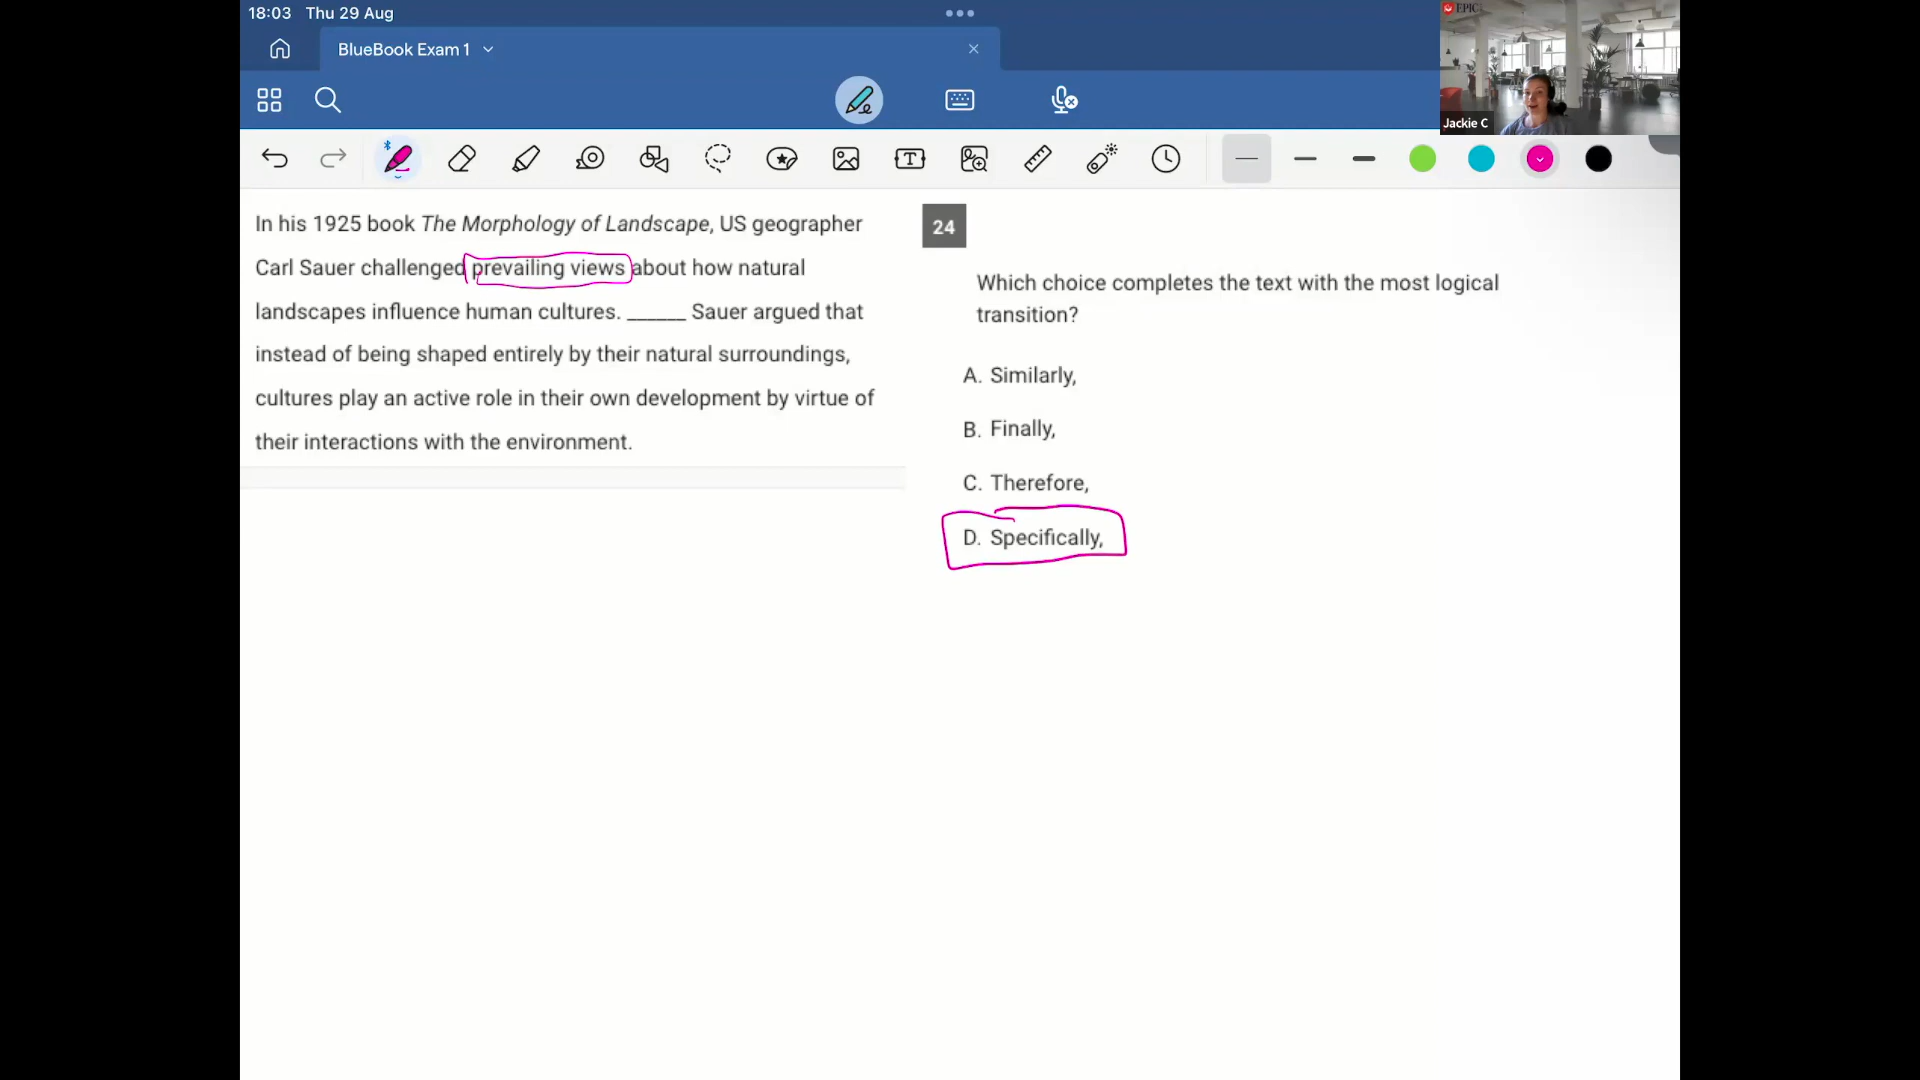 18:03 Thu 29 Aug
BlueBook Exam 1
EPIC
Jackie C
In his 1925 book The Morphology of Landscape, US geographer
Carl Sauer challenged prevailing views about how natural
landscapes influence human cultures. ______ Sauer argued that
instead of being shaped entirely by their natural surroundings,
cultures play an active role in their own development by virtue of
their interactions with the environment.
24
Which choice completes the text with the most logical
transition?
A. Similarly,
B. Finally,
C. Therefore,
D. Specifically,